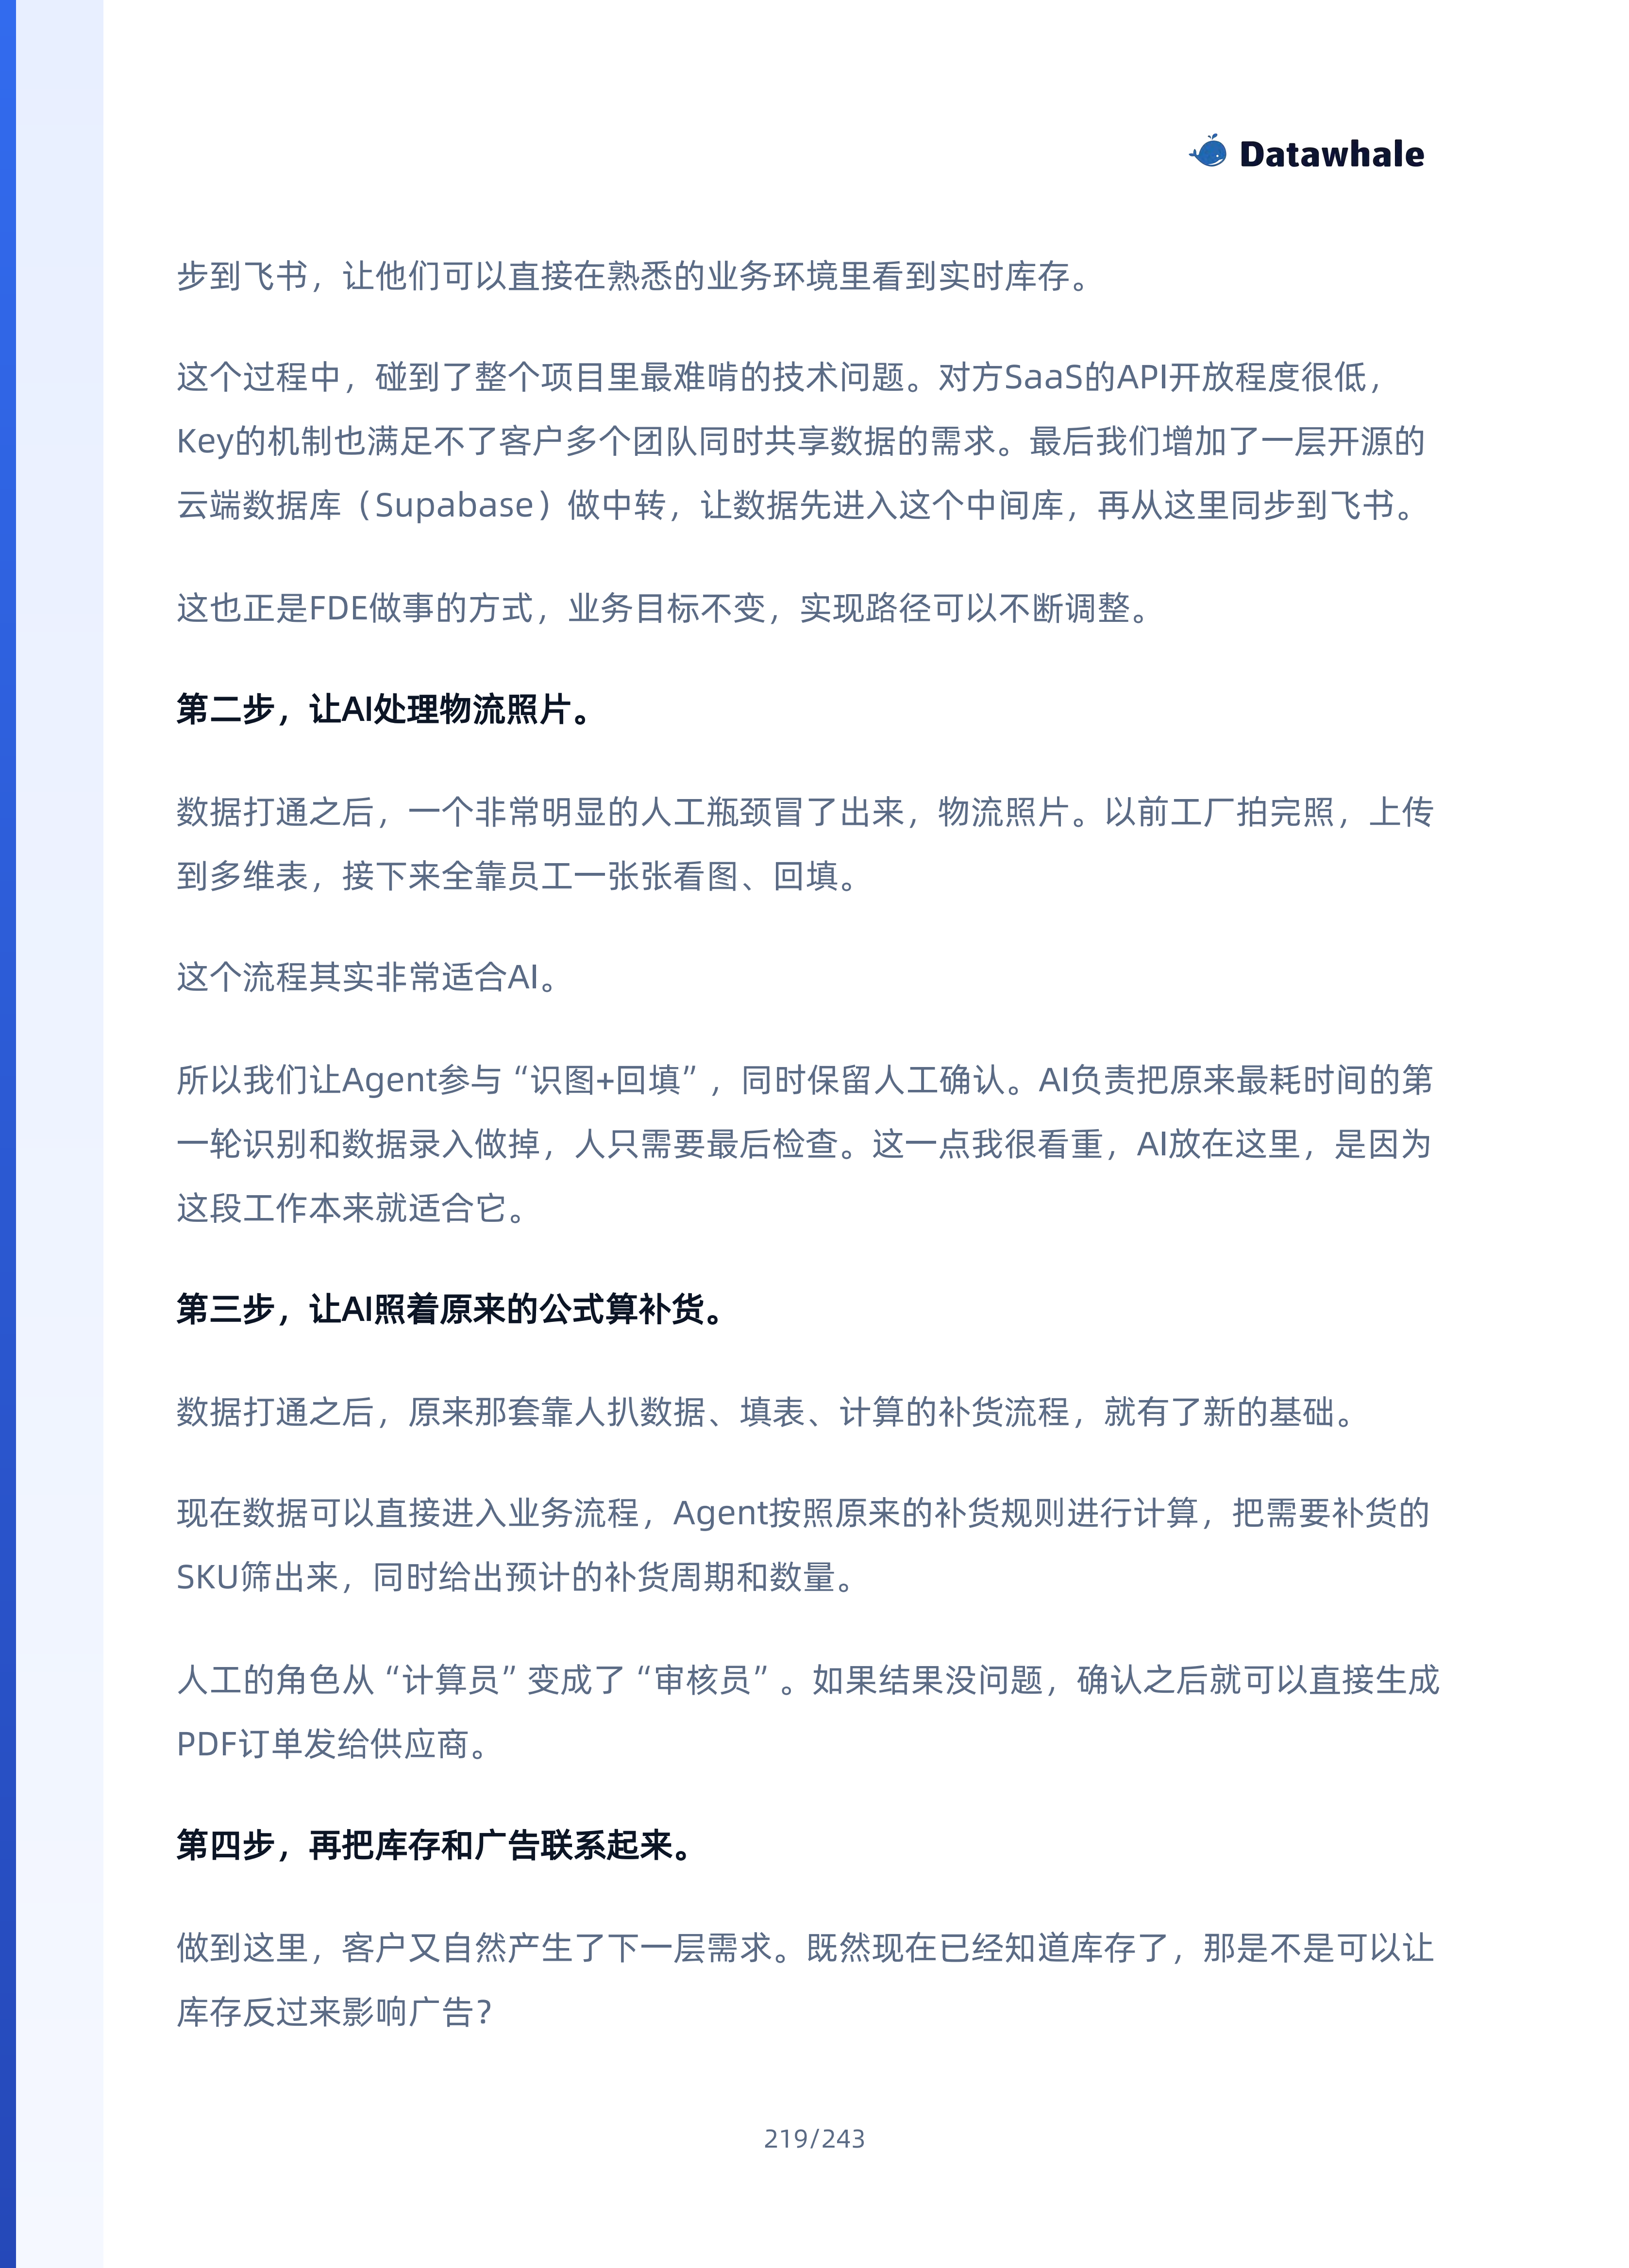 Datawhale
步到飞书，让他们可以直接在熟悉的业务环境里看到实时库存。
这个过程中，碰到了整个项目里最难啃的技术问题。对方SaaS的API开放程度很低，
Key的机制也满足不了客户多个团队同时共享数据的需求。最后我们增加了一层开源的
云端数据库（Supabase）做中转，让数据先进入这个中间库，再从这里同步到飞书。
这也正是FDE做事的方式，业务目标不变，实现路径可以不断调整。
第二步，让AI处理物流照片。
数据打通之后，一个非常明显的人工瓶颈冒了出来，物流照片。以前工厂拍完照，上传
到多维表，接下来全靠员工一张张看图、回填。
这个流程其实非常适合AI。
所以我们让Agent参与“识图+回填”，同时保留人工确认。AI负责把原来最耗时间的第
一轮识别和数据录入做掉，人只需要最后检查。这一点我很看重，AI放在这里，是因为
这段工作本来就适合它。
第三步，让AI照着原来的公式算补货。
数据打通之后，原来那套靠人扒数据、填表、计算的补货流程，就有了新的基础。
现在数据可以直接进入业务流程，Agent按照原来的补货规则进行计算，把需要补货的
SKU筛出来，同时给出预计的补货周期和数量。
人工的角色从“计算员”变成了“审核员”。如果结果没问题，确认之后就可以直接生成
PDF订单发给供应商。
第四步，再把库存和广告联系起来。
做到这里，客户又自然产生了下一层需求。既然现在已经知道库存了，那是不是可以让
库存反过来影响广告？
219/243